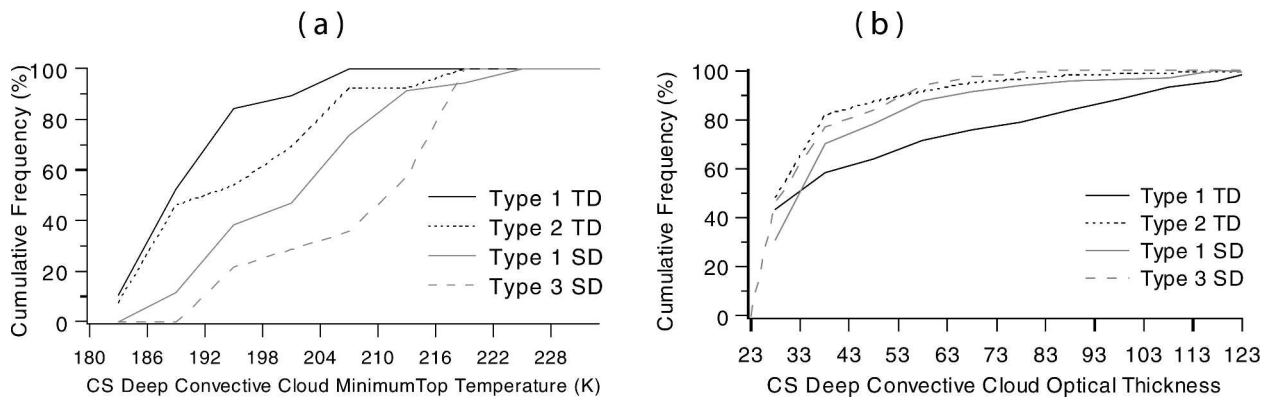 (a)
Cumulative Frequency (%)
100
80
60
40
20
0
180 186 192 198 204 210 216 222 228
CS Deep Convective Cloud MinimumTop Temperature (K)
Type 1 TD
Type 2 TD
Type 1 SD
Type 3 SD
(b)
Cumulative Frequency (%)
100
80
60
40
20
0
23 33 43 53 63 73 83 93 103 113 123
CS Deep Convective Cloud Optical Thickness
Type 1 TD
Type 2 TD
Type 1 SD
Type 3 SD